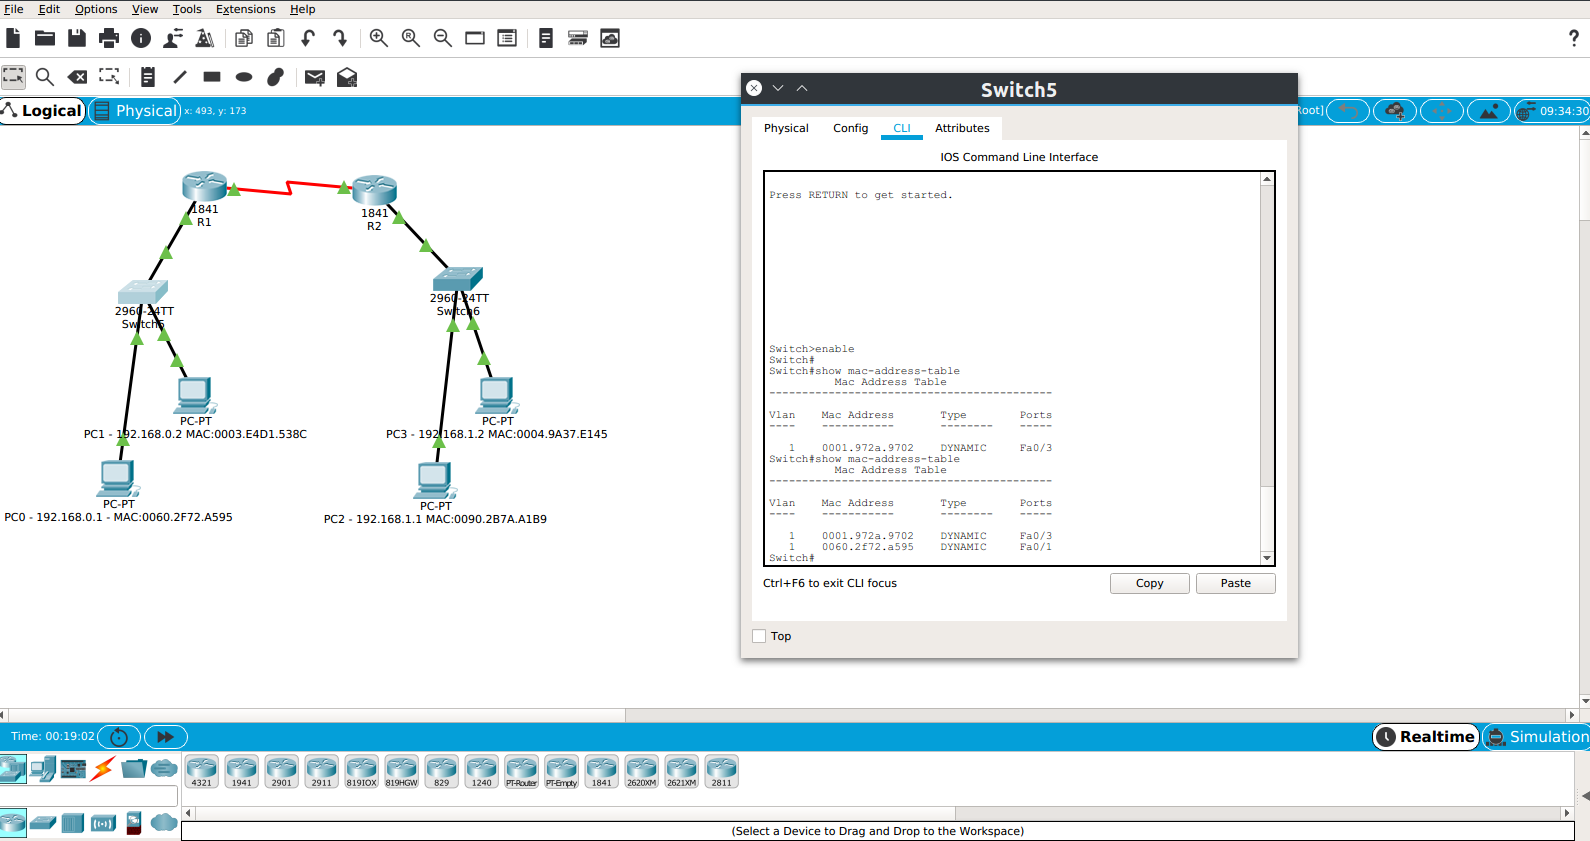 File Edit Options View Tools Extensions Help
?
Logical Physical x: 493, y: 173
Root] 09:34:30
1841
R1
1841
R2
2960-24TT
Switch5
2960-24TT
Switch6
PC-PT
PC1 - 192.168.0.2 MAC:0003.E4D1.538C
PC-PT
PC3 - 192.168.1.2 MAC:0004.9A37.E145
PC-PT
PC0 - 192.168.0.1 - MAC:0060.2F72.A595
PC-PT
PC2 - 192.168.1.1 MAC:0090.2B7A.A1B9
Switch5
Physical Config CLI Attributes
IOS Command Line Interface
Press RETURN to get started.
Switch>enable
Switch#
Switch#show mac-address-table
Mac Address Table
-------------------------------------------
Vlan Mac Address Type Ports
---- ----------- -------- -----
1 0001.972a.9702 DYNAMIC Fa0/3
Switch#show mac-address-table
Mac Address Table
-------------------------------------------
Vlan Mac Address Type Ports
---- ----------- -------- -----
1 0001.972a.9702 DYNAMIC Fa0/3
1 0060.2f72.a595 DYNAMIC Fa0/1
Switch#
Ctrl+F6 to exit CLI focus
Copy Paste
Top
Time: 00:19:02
Realtime Simulation
4321 1941 2901 2911 819IOX 819HGW 829 1240 PT-Router PT-Empty 1841 2620XM 2621XM 2811
(Select a Device to Drag and Drop to the Workspace)